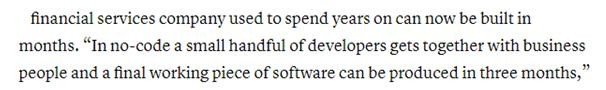 financial services company used to spend years on can now be built in
months. “In no-code a small handful of developers gets together with business
people and a final working piece of software can be produced in three months,”